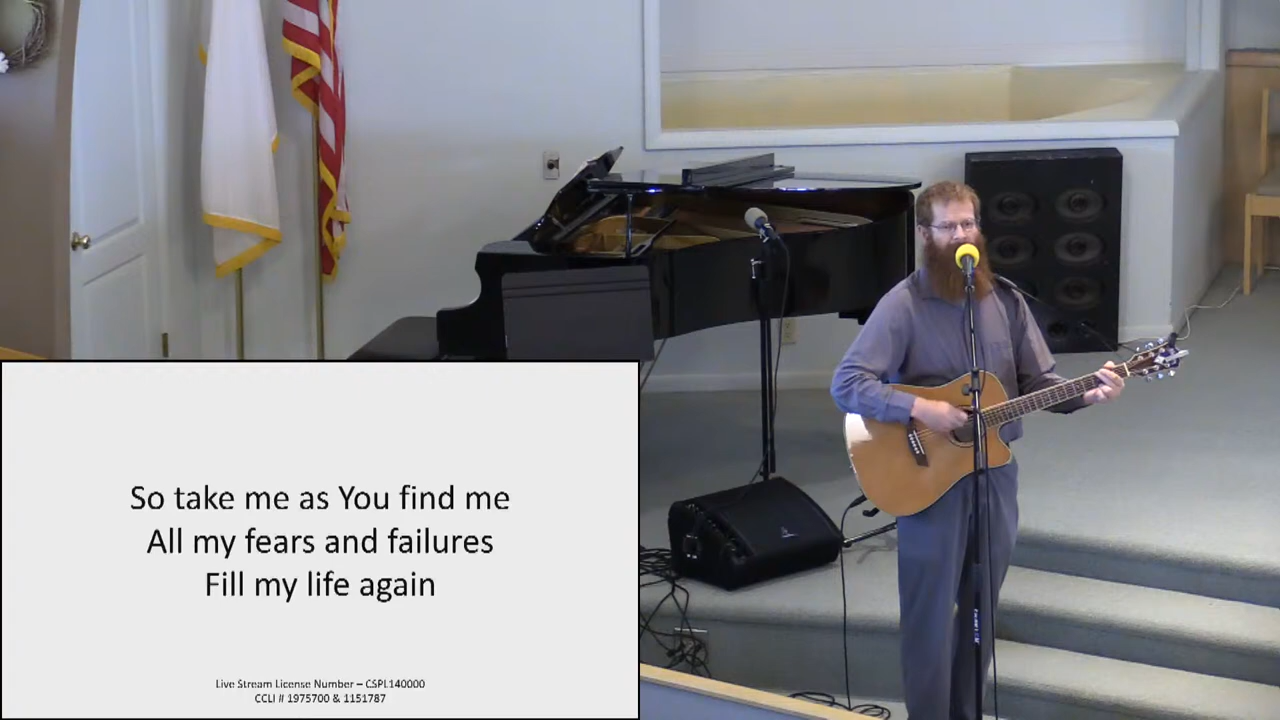 So take me as You find me
All my fears and failures
Fill my life again
Live Stream License Number – CSPL140000
CCLI # 1975700 & 1151787